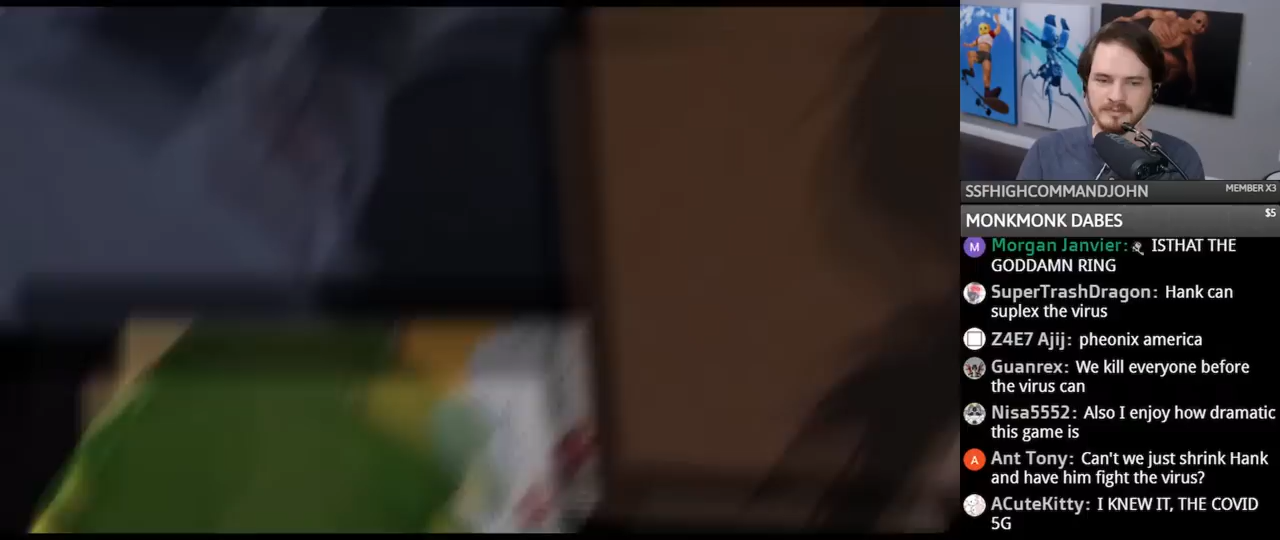 SSFHIGHCOMMANDJOHN MEMBER X3
MONKMONK DABES $5
M Morgan Janvier: ISTHAT THE
GODDAMN RING
SuperTrashDragon: Hank can
suplex the virus
Z4E7 Ajij: pheonix america
Guanrex: We kill everyone before
the virus can
Nisa5552: Also I enjoy how dramatic
this game is
A Ant Tony: Can't we just shrink Hank
and have him fight the virus?
ACuteKitty: I KNEW IT, THE COVID
5G